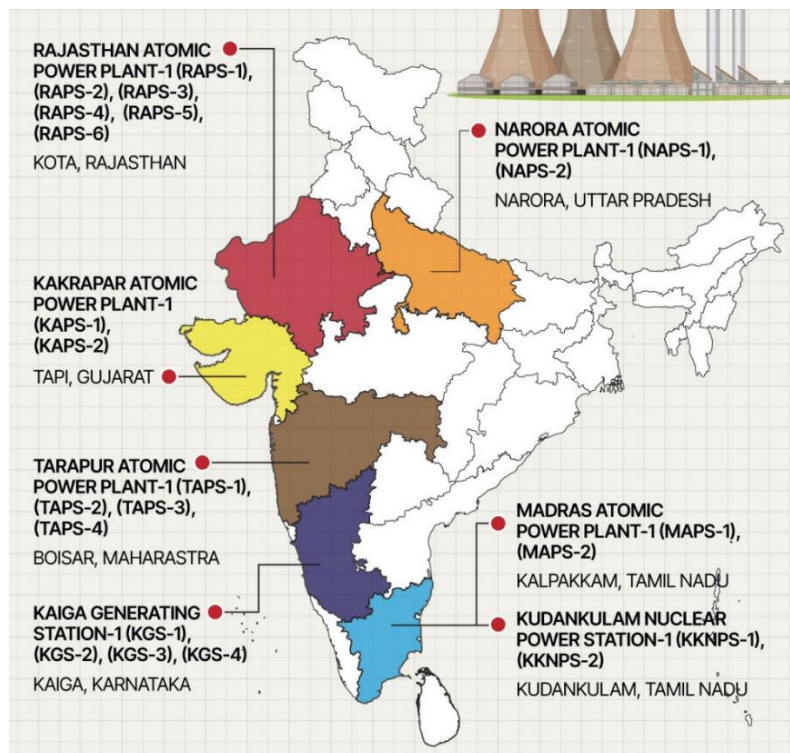 RAJASTHAN ATOMIC
POWER PLANT-1 (RAPS-1),
(RAPS-2), (RAPS-3),
(RAPS-4), (RAPS-5),
(RAPS-6)
KOTA, RAJASTHAN
NARORA ATOMIC
POWER PLANT-1 (NAPS-1),
(NAPS-2)
NARORA, UTTAR PRADESH
KAKRAPAR ATOMIC
POWER PLANT-1
(KAPS-1),
(KAPS-2)
TAPI, GUJARAT
TARAPUR ATOMIC
POWER PLANT-1 (TAPS-1),
(TAPS-2), (TAPS-3),
(TAPS-4)
BOISAR, MAHARASTRA
MADRAS ATOMIC
POWER PLANT-1 (MAPS-1),
(MAPS-2)
KALPAKKAM, TAMIL NADU
KAIGA GENERATING
STATION-1 (KGS-1),
(KGS-2), (KGS-3), (KGS-4)
KAIGA, KARNATAKA
KUDANKULAM NUCLEAR
POWER STATION-1 (KKNPS-1),
(KKNPS-2)
KUDANKULAM, TAMIL NADU